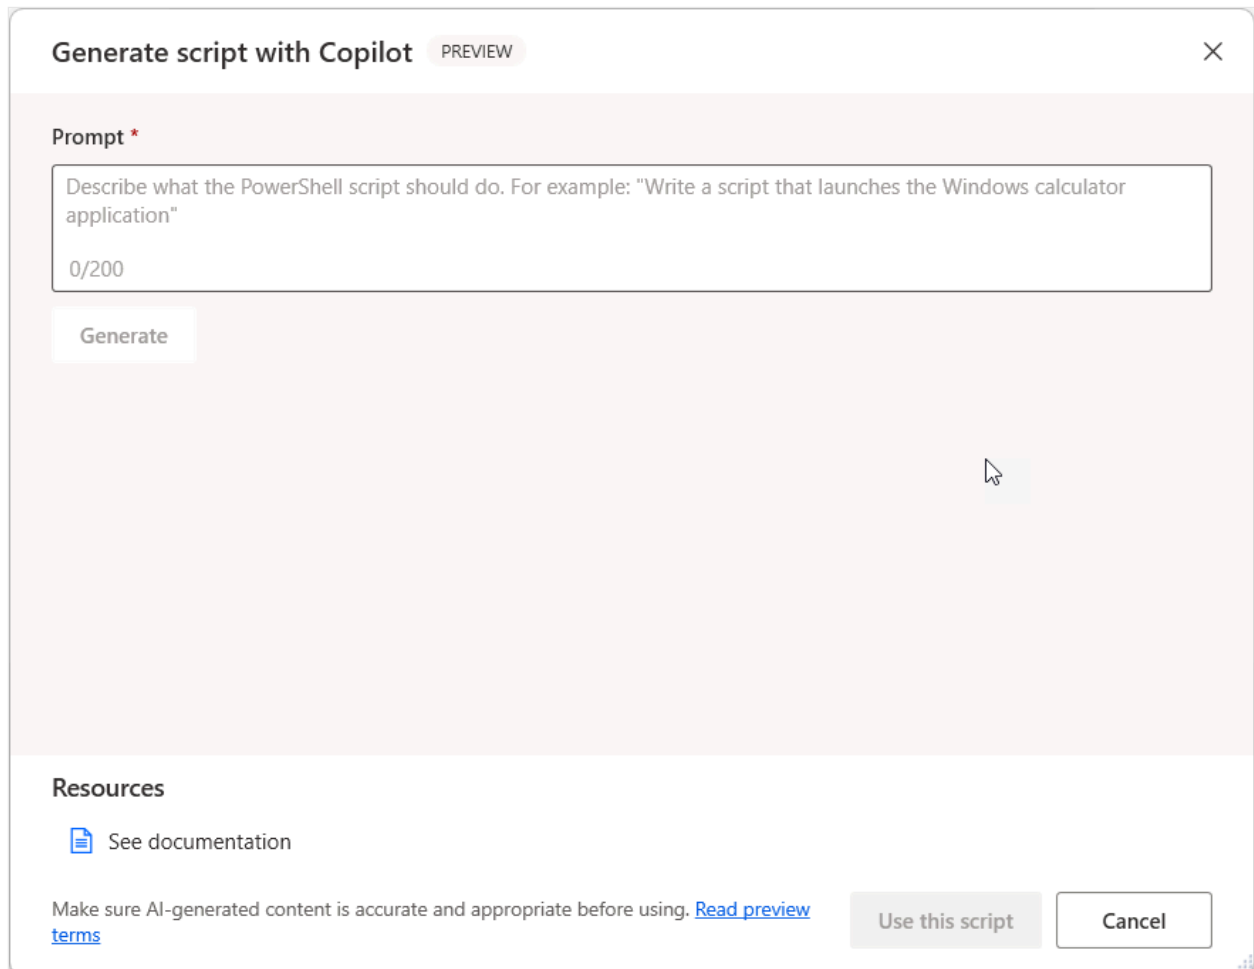 Generate script with Copilot PREVIEW
Prompt *
Describe what the PowerShell script should do. For example: "Write a script that launches the Windows calculator
application"
0/200
Generate
Resources
See documentation
Make sure AI-generated content is accurate and appropriate before using. Read preview
terms
Use this script
Cancel